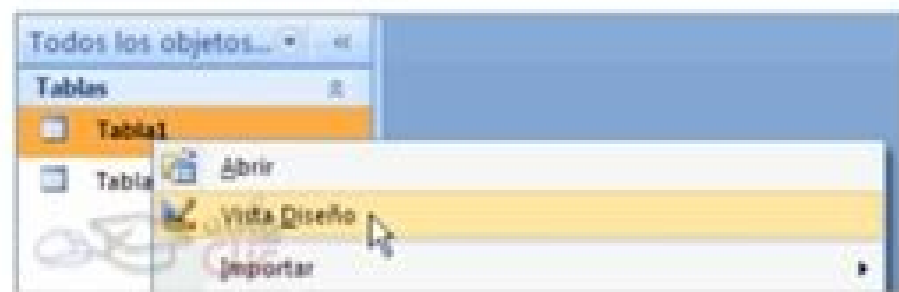 Todos los objetos...
Tablas
Tabla1
Tabla
Abrir
Vista Diseño
Importar